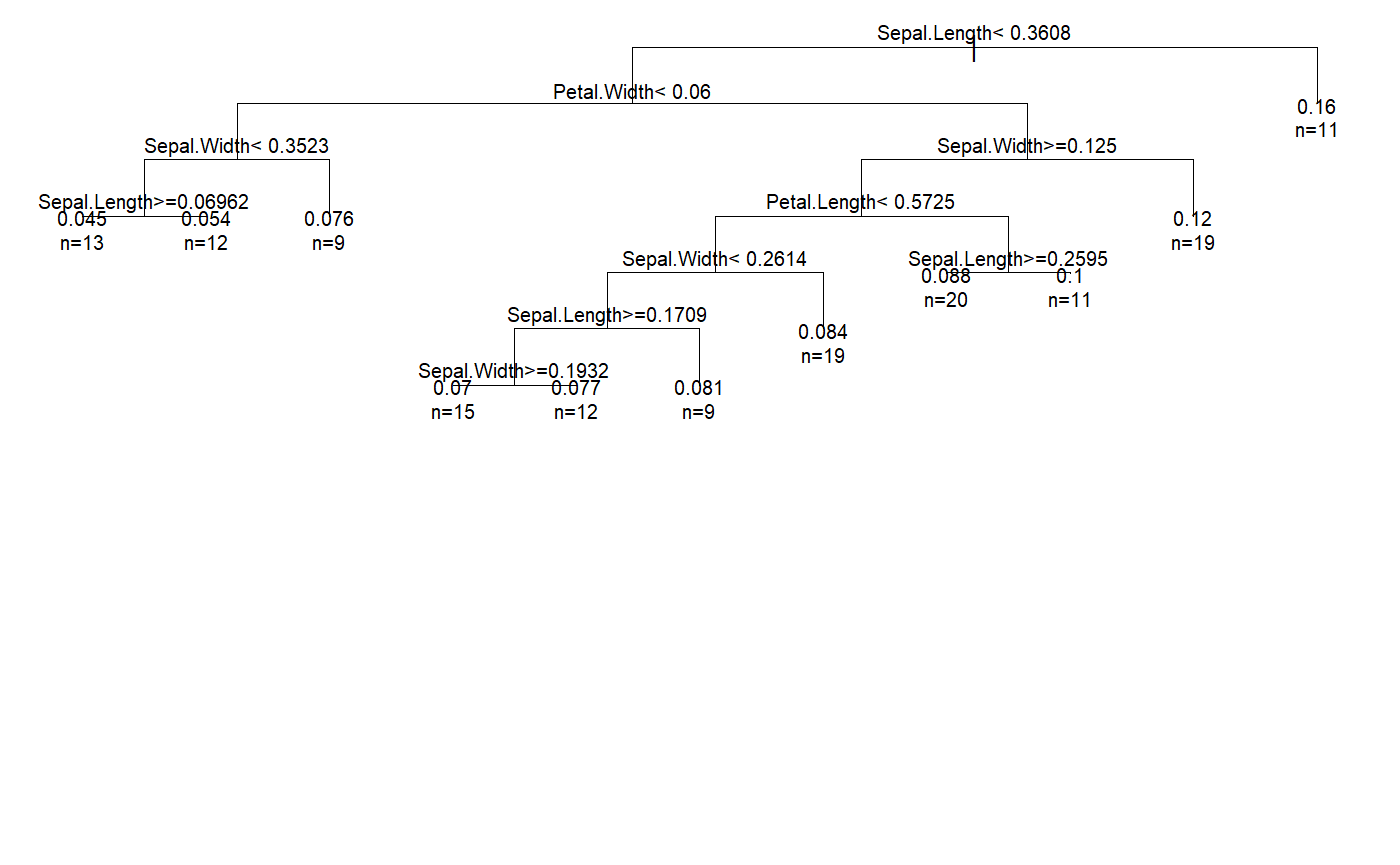 Sepal.Length< 0.3608
Petal.Width< 0.06
0.16
n=11
Sepal.Width< 0.3523
Sepal.Width>=0.125
Sepal.Length>=0.06962
0.045
n=13
0.054
n=12
0.076
n=9
Petal.Length< 0.5725
0.12
n=19
Sepal.Width< 0.2614
Sepal.Length>=0.2595
0.088
n=20
0.1
n=11
Sepal.Length>=0.1709
0.084
n=19
Sepal.Width>=0.1932
0.07
n=15
0.077
n=12
0.081
n=9